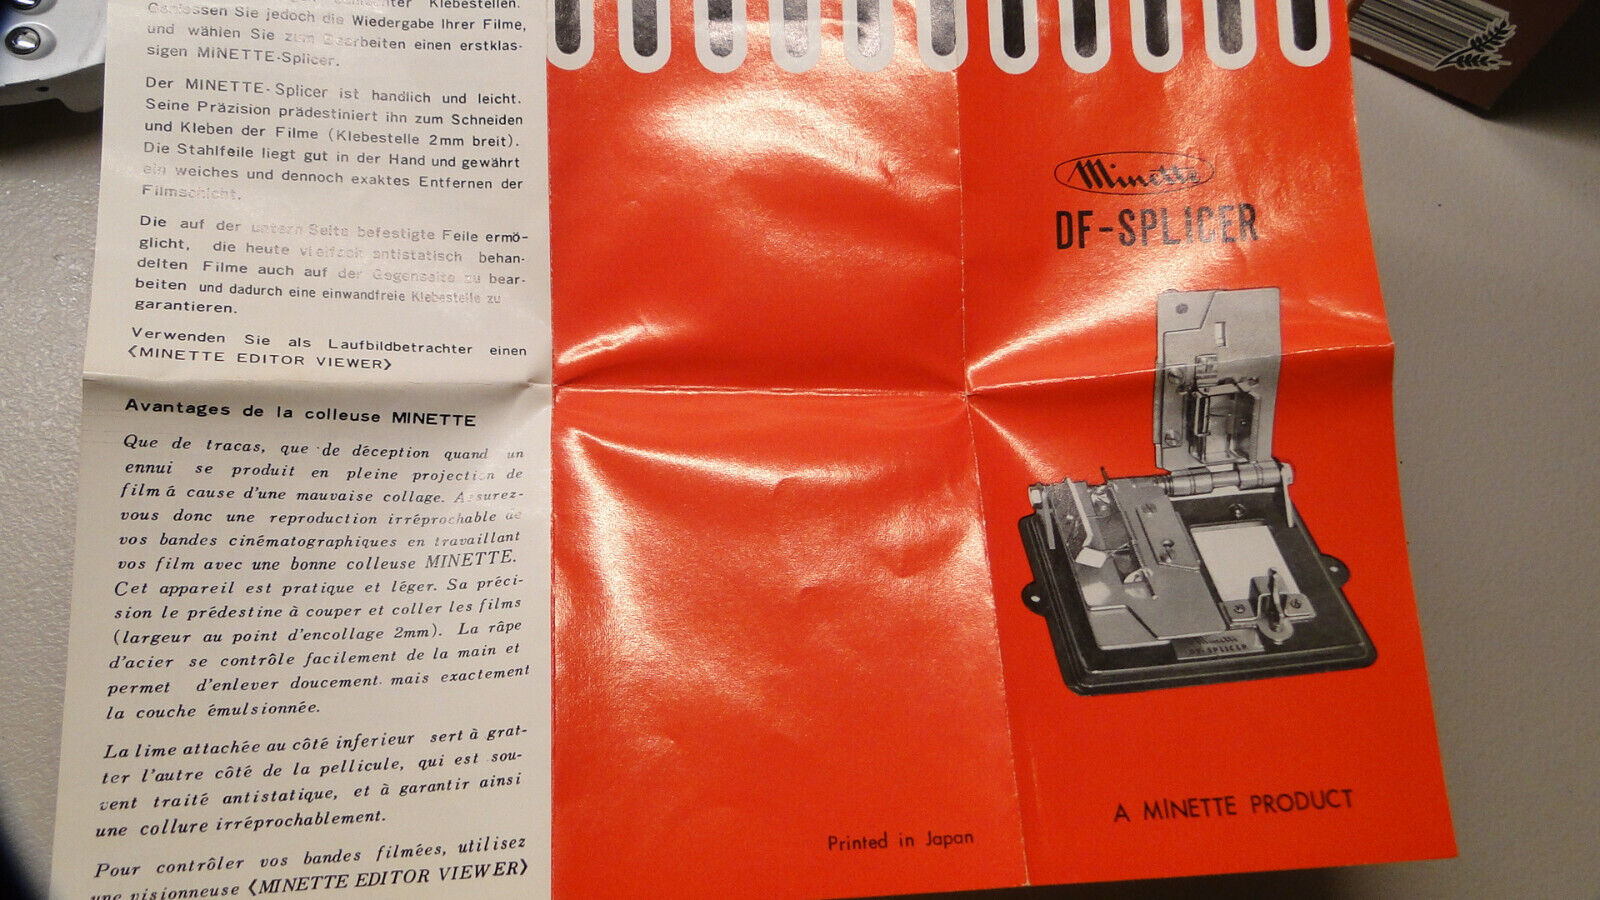 Klebestellen.
Geniessen Sie jedoch die Wiedergabe Ihrer Filme,
und wählen Sie zum Bearbeiten einen erstklas-
sigen MINETTE-Splicer.
Der MINETTE-Splicer ist handlich und leicht.
Seine Präzision prädestiniert ihn zum Schneiden
und Kleben der Filme (Klebestelle 2mm breit).
Die Stahlfeile liegt gut in der Hand und gewährt
ein weiches und dennoch exaktes Entfernen der
Filmschicht.
Die auf der untern Seite befestigte Feile ermö-
glicht, die heute vielfach antistatisch behan-
delten Filme auch auf der Gegenseite zu bear-
beiten und dadurch eine einwandfreie Klebestelle zu
garantieren.
Verwenden Sie als Laufbildbetrachter einen
<MINETTE EDITOR VIEWER>
Avantages de la colleuse MINETTE
Que de tracas, que de déception quand un
ennui se produit en pleine projection de
film á cause d'une mauvaise collage. Assurez-
vous donc une reproduction irréprochable de
vos bandes cinématographiques en travaillant
vos film avec une bonne colleuse MINETTE.
Cet appareil est pratique et léger. Sa préci-
sion le prédestine à couper et coller les films
(largeur au point d'encollage 2mm). La râpe
d'acier se contrôle facilement de la main et
permet d'enlever doucement mais exactement
la couche émulsionnée.
La lime attachée au côté inferieur sert à grat-
ter l'autre côté de la pellicule, qui est sou-
vent traité antistatique, et à garantir ainsi
une collure irréprochablement.
Pour contrôler vos bandes filmées, utilisez
une visionneuse <MINETTE EDITOR VIEWER>
Printed in Japan
Minette
DF-SPLICER
Minette
DF-SPLICER
A MINETTE PRODUCT